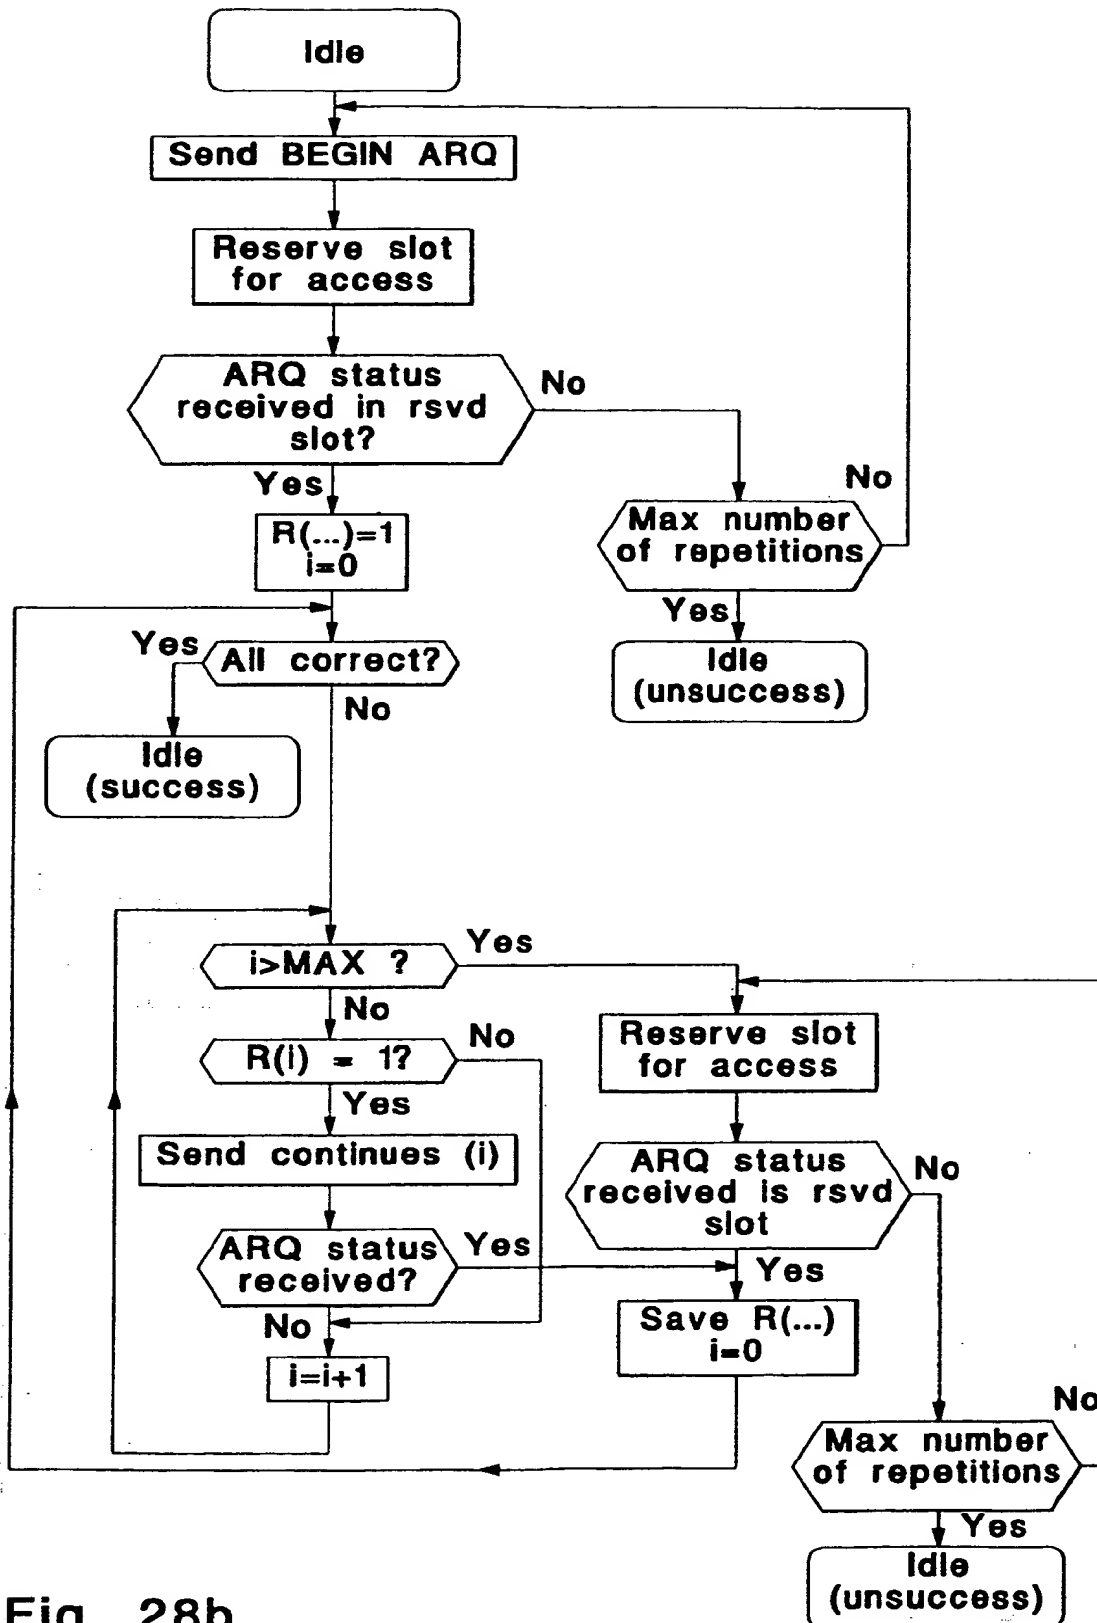 Idle
Send BEGIN ARQ
Reserve slot
for access
ARQ status
received in rsvd
slot?
No
Yes
R(...)=1
i=0
No
Max number
of repetitions
Yes
Idle
(unsuccess)
Yes
All correct?
No
Idle
(success)
i>MAX ?
Yes
No
R(i) = 1?
No
Yes
Send continues (i)
ARQ status
received?
Yes
No
i=i+1
Reserve slot
for access
ARQ status
received is rsvd
slot
No
Yes
Save R(...)
i=0
No
Max number
of repetitions
Yes
Idle
(unsuccess)
Fig. 28b